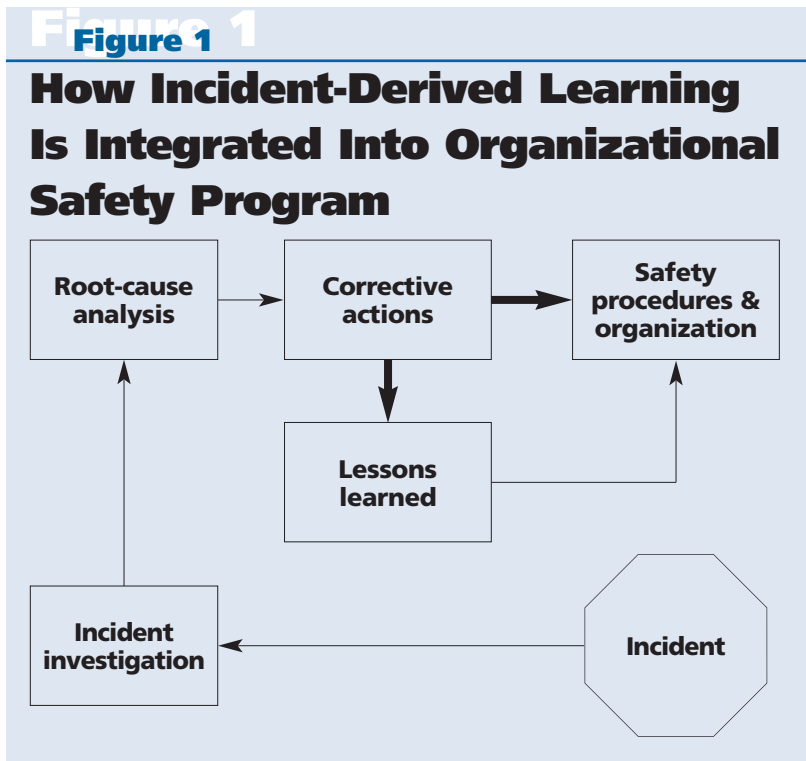 Figure 1
Figure 1
How Incident-Derived Learning
Is Integrated Into Organizational
Safety Program
Root-cause
analysis
Corrective
actions
Safety
procedures &
organization
Lessons
learned
Incident
investigation
Incident